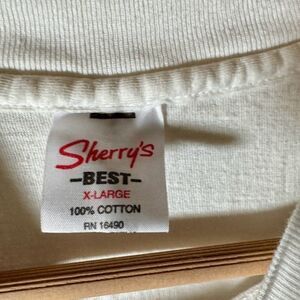 Sherry's
–BEST–
X-LARGE
100% COTTON
RN 16490